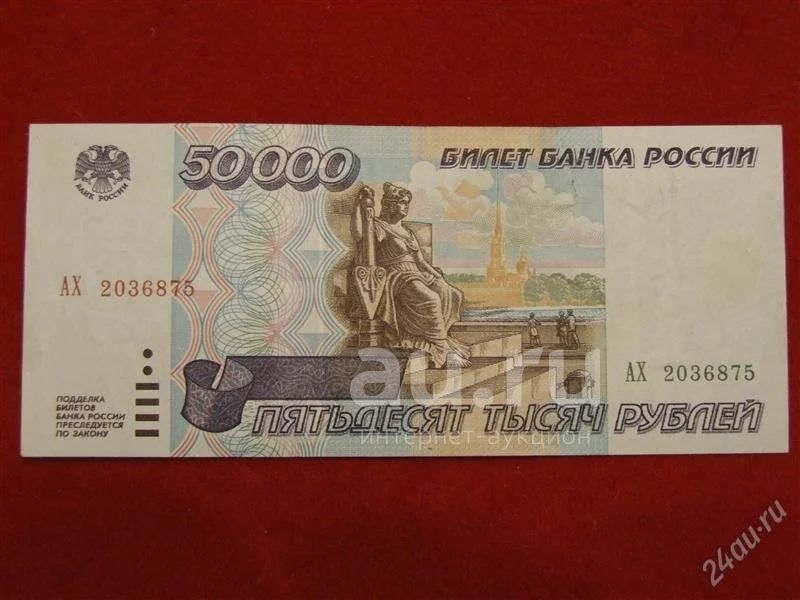 50000
БИЛЕТ БАНКА РОССИИ
БАНК РОССИИ
АХ 2036875
АХ 2036875
ПОДДЕЛКА
БИЛЕТОВ
БАНКА РОССИИ
ПРЕСЛЕДУЕТСЯ
ПО ЗАКОНУ
ПЯТЬДЕСЯТ ТЫСЯЧ РУБЛЕЙ
au.ru
интернет-аукцион
24au.ru